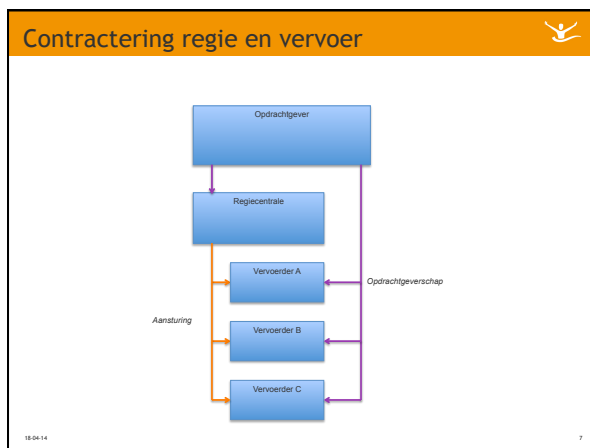 Contractering regie en vervoer
Opdrachtgever
Regiecentrale
Vervoerder A
Opdrachtgeverschap
Aansturing
Vervoerder B
Vervoerder C
18-04-14
7